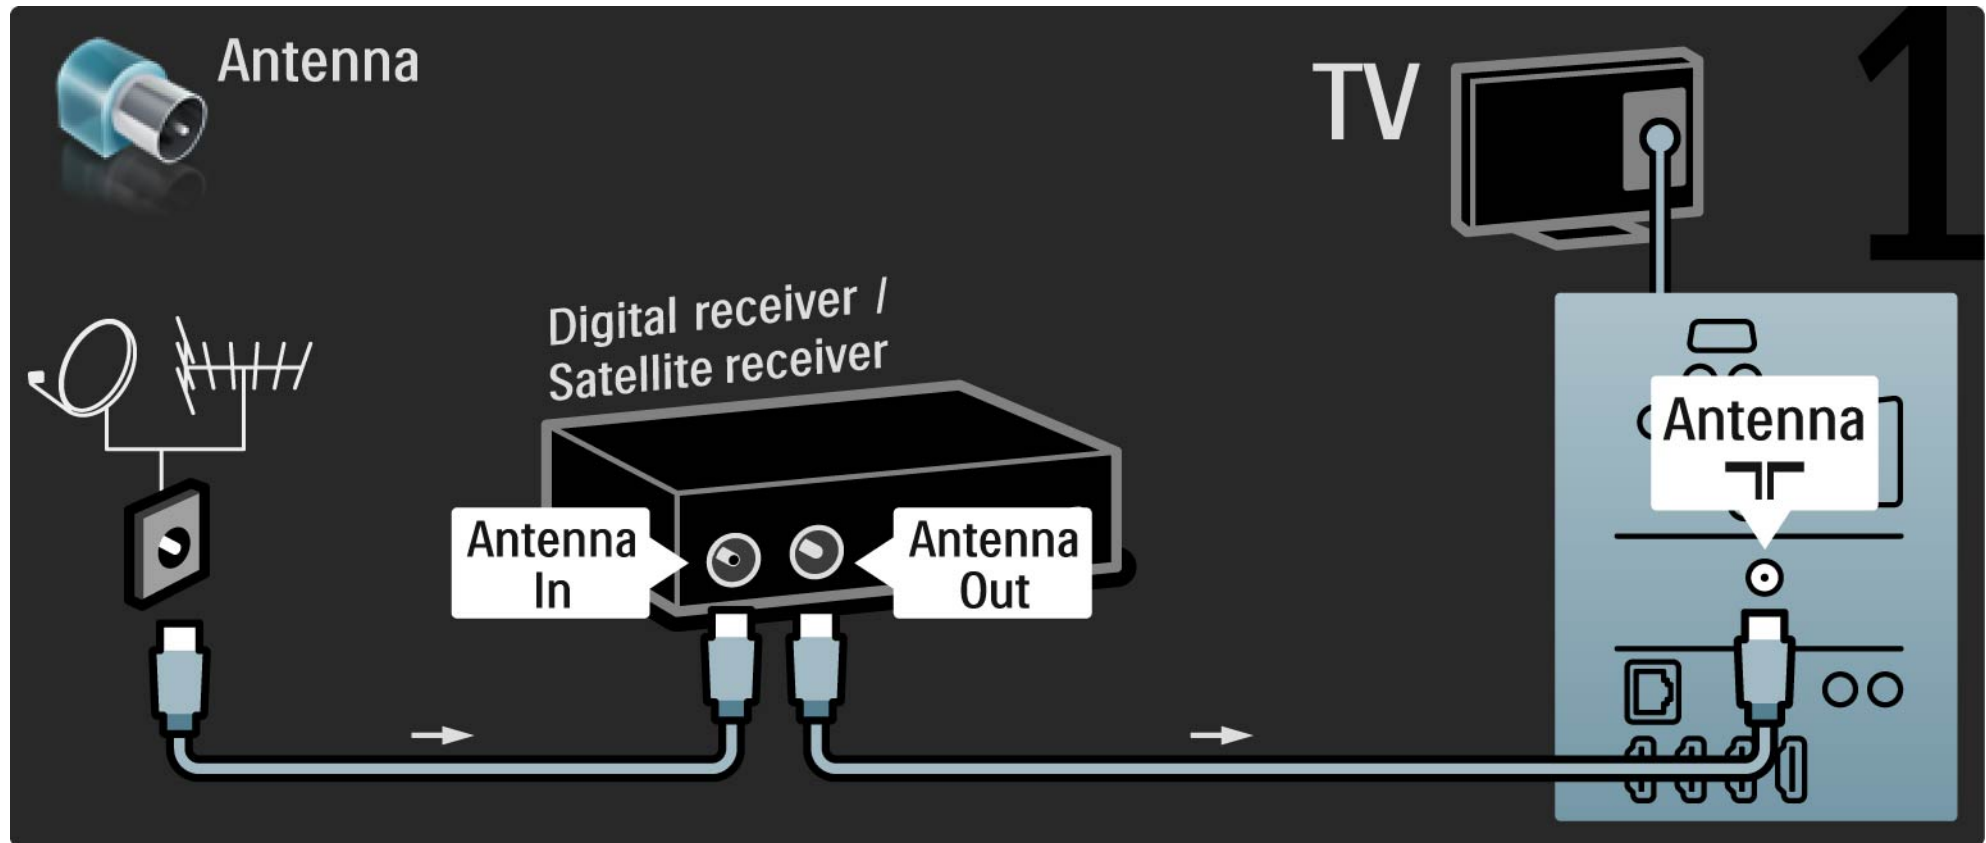 Antenna
TV
1
Digital receiver /
Satellite receiver
Antenna
In
Antenna
Out
Antenna